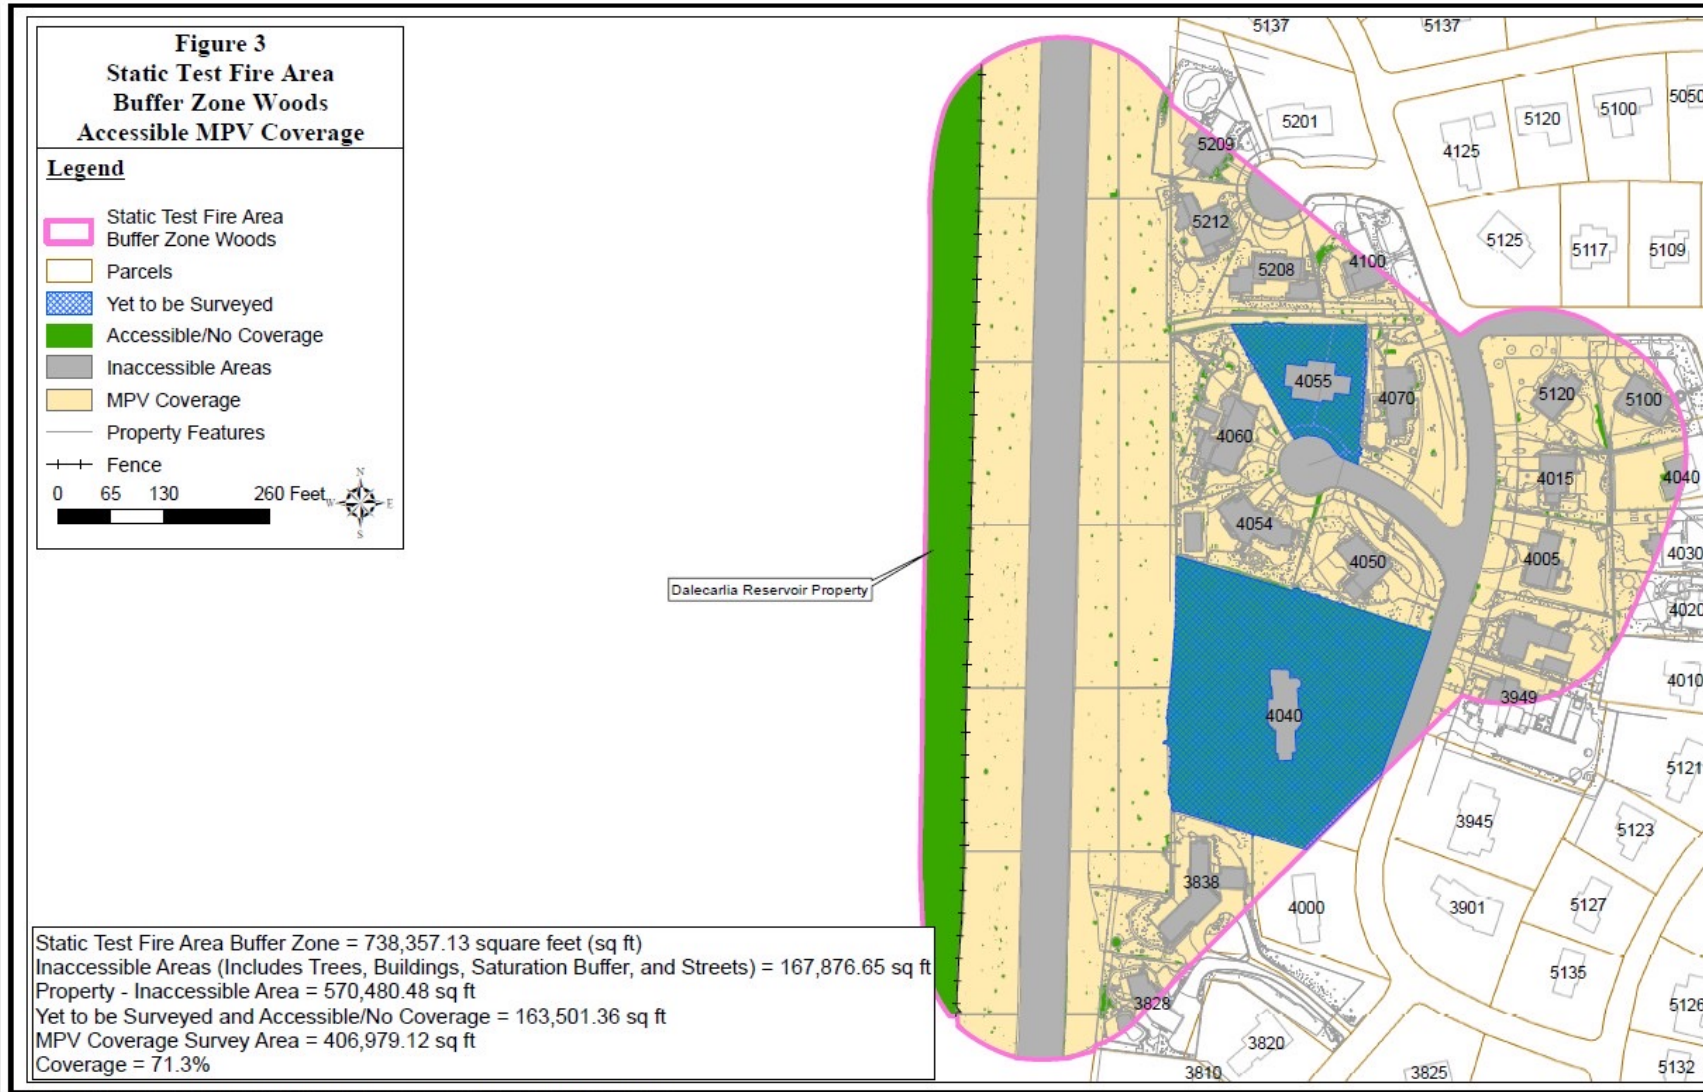 Figure 3
Static Test Fire Area
Buffer Zone Woods
Accessible MPV Coverage
Legend
Static Test Fire Area
Buffer Zone Woods
Parcels
Yet to be Surveyed
Accessible/No Coverage
Inaccessible Areas
MPV Coverage
Property Features
Fence
0 65 130 260 Feet
N
W E
S
Dalecarlia Reservoir Property
5137 5137
5050
5100
5120
5201
4125
5209
5212
5125
5117
5109
4100
5208
4055
4070
5120
5100
4060
4015
4040
4054
4050
4005
4030
4020
4010
3949
4040
5121
3945
5123
3838
4000
3901
5127
5135
3828
5126
3820
3810
3825
5132
Static Test Fire Area Buffer Zone = 738,357.13 square feet (sq ft)
Inaccessible Areas (Includes Trees, Buildings, Saturation Buffer, and Streets) = 167,876.65 sq ft
Property - Inaccessible Area = 570,480.48 sq ft
Yet to be Surveyed and Accessible/No Coverage = 163,501.36 sq ft
MPV Coverage Survey Area = 406,979.12 sq ft
Coverage = 71.3%